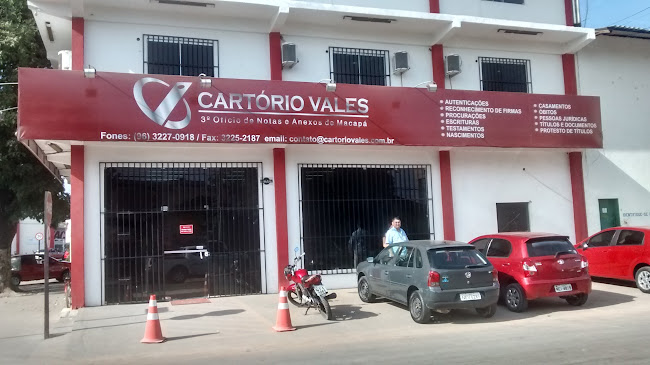 CARTÓRIO VALES
3º Ofício de Notas e Anexos de Macapá
Fones: (96) 3227-0918 / Fax: 3225-2187 email: contato@cartoriovales.com.br
AUTENTICAÇÕES
RECONHECIMENTO DE FIRMAS
PROCURAÇÕES
ESCRITURAS
TESTAMENTOS
NASCIMENTOS
CASAMENTOS
ÓBITOS
PESSOAS JURÍDICAS
TÍTULOS E DOCUMENTOS
PROTESTO DE TÍTULOS